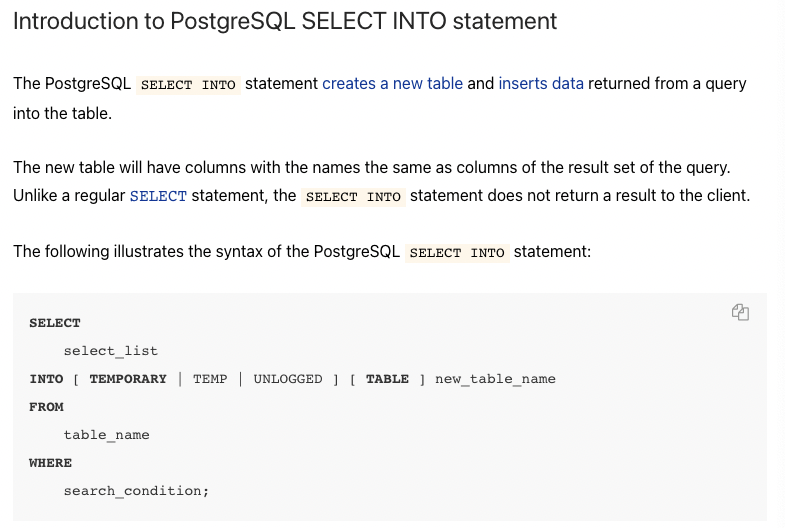 Introduction to PostgreSQL SELECT INTO statement
The PostgreSQL SELECT INTO statement creates a new table and inserts data returned from a query
into the table.
The new table will have columns with the names the same as columns of the result set of the query.
Unlike a regular SELECT statement, the SELECT INTO statement does not return a result to the client.
The following illustrates the syntax of the PostgreSQL SELECT INTO statement:
SELECT
    select_list
INTO [ TEMPORARY | TEMP | UNLOGGED ] [ TABLE ] new_table_name
FROM
    table_name
WHERE
    search_condition;